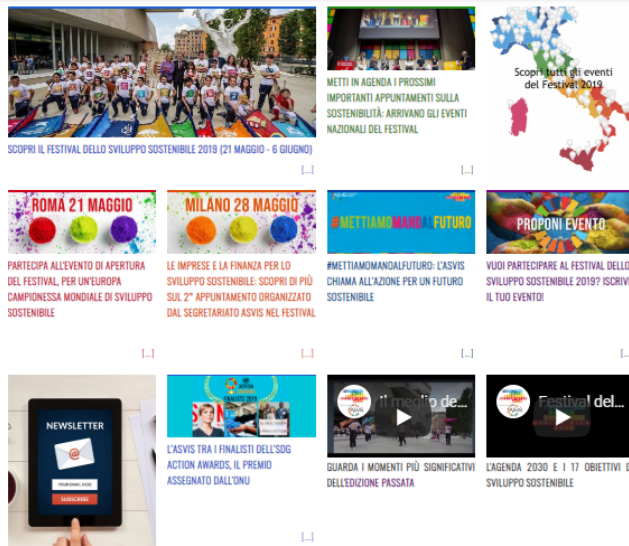 SCOPRI IL FESTIVAL DELLO SVILUPPO SOSTENIBILE 2019 (21 MAGGIO - 6 GIUGNO)
[...]
METTI IN AGENDA I PROSSIMI
IMPORTANTI APPUNTAMENTI SULLA
SOSTENIBILITÀ: ARRIVANO GLI EVENTI
NAZIONALI DEL FESTIVAL
[...]
Scopri tutti gli eventi
del Festival 2019
ROMA 21 MAGGIO
PARTECIPA ALL'EVENTO DI APERTURA
DEL FESTIVAL, PER UN'EUROPA
CAMPIONESSA MONDIALE DI SVILUPPO
SOSTENIBILE
[...]
MILANO 28 MAGGIO
LE IMPRESE E LA FINANZA PER LO
SVILUPPO SOSTENIBILE: SCOPRI DI PIÙ
SUL 2° APPUNTAMENTO ORGANIZZATO
DAL SEGRETARIATO ASVIS NEL FESTIVAL
[...]
#METTIAMOMANOALFUTURO
#METTIAMOMANOALFUTURO: L'ASVIS
CHIAMA ALL'AZIONE PER UN FUTURO
SOSTENIBILE
[...]
PROPONI EVENTO
VUOI PARTECIPARE AL FESTIVAL DELLO
SVILUPPO SOSTENIBILE 2019? ISCRIVI
IL TUO EVENTO!
[...
NEWSLETTER
@
YOUR EMAIL HERE
SUBSCRIBE
FINALISTS 2019
L'ASVIS TRA I FINALISTI DELL'SDG
ACTION AWARDS, IL PREMIO
ASSEGNATO DALL'ONU
[...]
Il meglio de...
GUARDA I MOMENTI PIÙ SIGNIFICATIVI
DELL'EDIZIONE PASSATA
Festival del...
L'AGENDA 2030 E I 17 OBIETTIVI D
SVILUPPO SOSTENIBILE